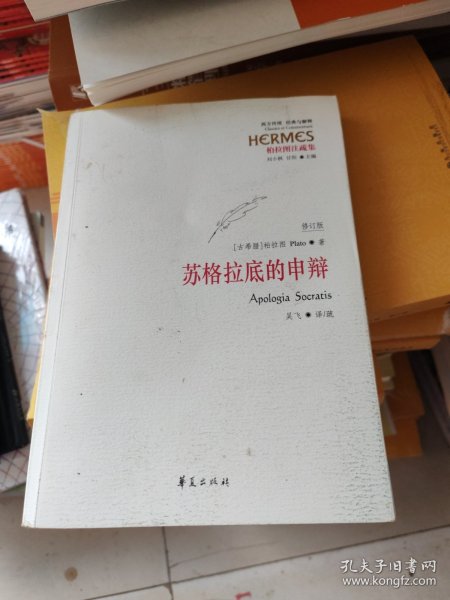 西方传统 经典与解释
Classici et Commentarii
HERMES
柏拉图注疏集
刘小枫 甘阳◉主编
修订版
[古希腊]柏拉图 Plato ◉ 著
苏格拉底的申辩
Apologia Socratis
吴飞 ◉ 译/疏
华夏出版社
孔夫子旧书网
www.kongfz.com